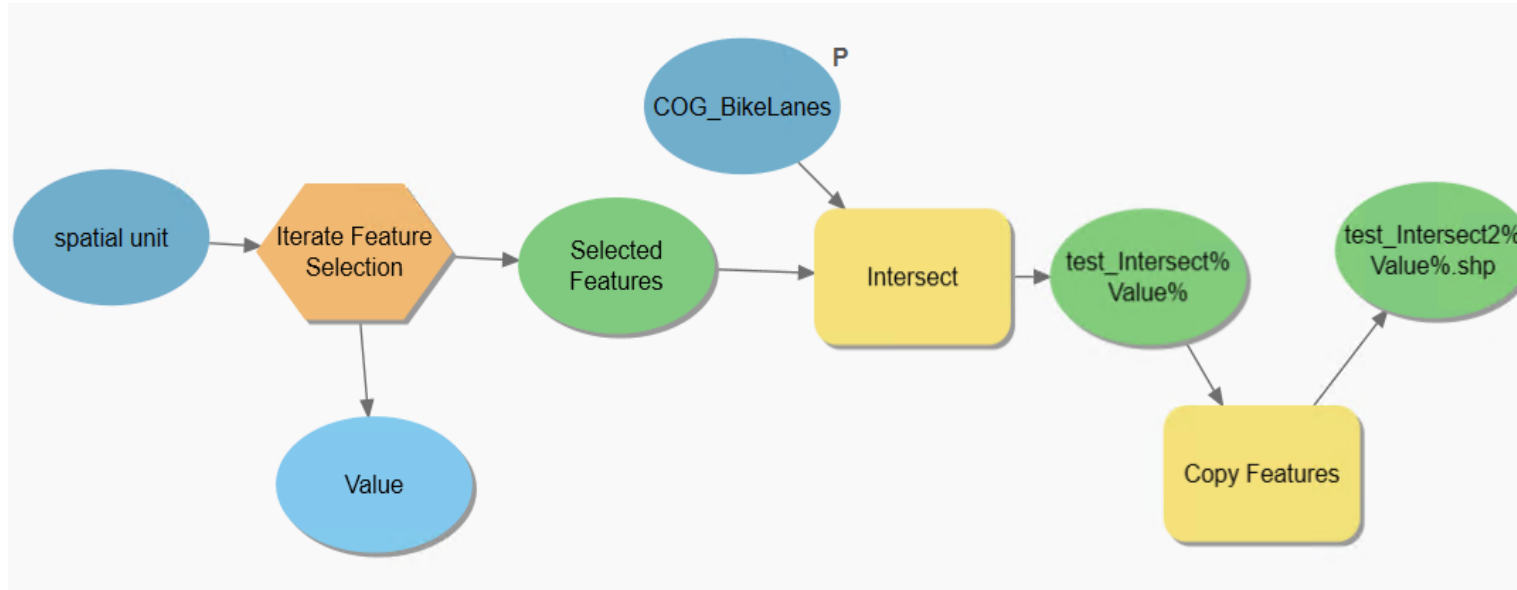 P
COG_BikeLanes
spatial unit
Iterate Feature
Selection
Selected
Features
Intersect
test_Intersect%
Value%
test_Intersect2%
Value%.shp
Value
Copy Features